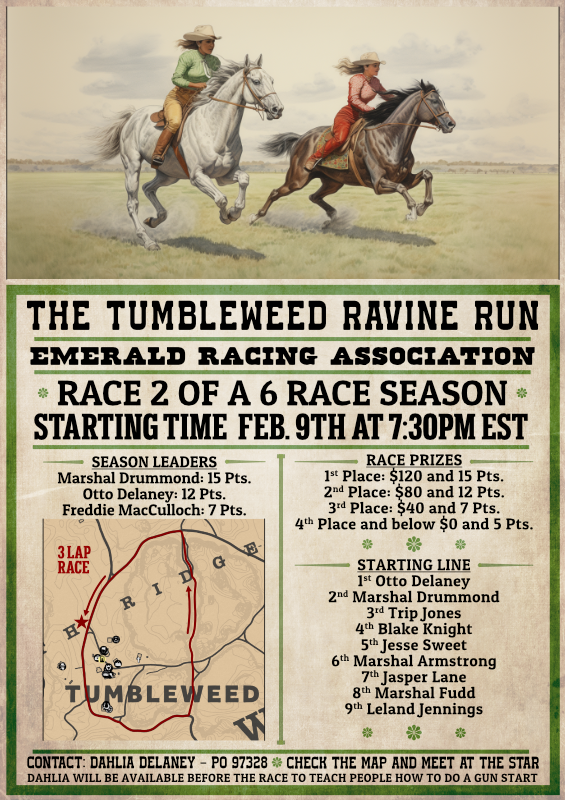 THE TUMBLEWEED RAVINE RUN
EMERALD RACING ASSOCIATION
RACE 2 OF A 6 RACE SEASON
STARTING TIME FEB. 9TH AT 7:30PM EST
SEASON LEADERS
Marshal Drummond: 15 Pts.
Otto Delaney: 12 Pts.
Freddie MacCulloch: 7 Pts.
3 LAP
RACE
H RIDGE
TUMBLEWEED
W
RACE PRIZES
1st Place: $120 and 15 Pts.
2nd Place: $80 and 12 Pts.
3rd Place: $40 and 7 Pts.
4th Place and below $0 and 5 Pts.
STARTING LINE
1st Otto Delaney
2nd Marshal Drummond
3rd Trip Jones
4th Blake Knight
5th Jesse Sweet
6th Marshal Armstrong
7th Jasper Lane
8th Marshal Fudd
9th Leland Jennings
CONTACT: DAHLIA DELANEY - PO 97328 CHECK THE MAP AND MEET AT THE STAR
DAHLIA WILL BE AVAILABLE BEFORE THE RACE TO TEACH PEOPLE HOW TO DO A GUN START